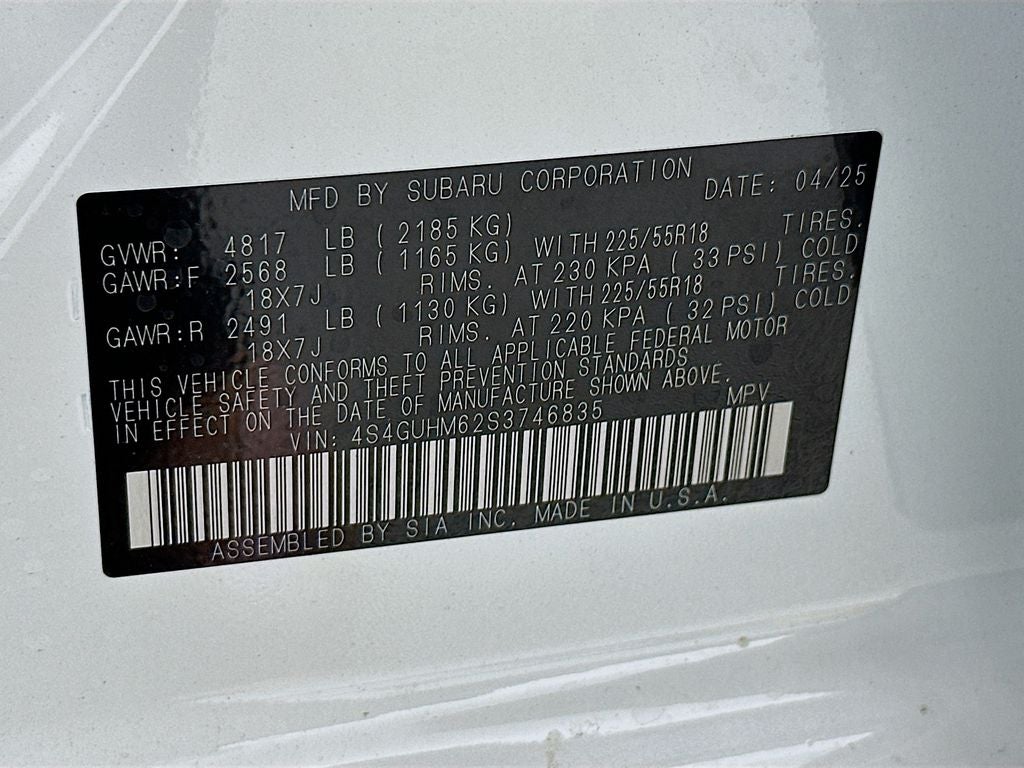 MFD BY SUBARU CORPORATION DATE: 04/25
GVWR: 4817 LB ( 2185 KG)
GAWR:F 2568 LB ( 1165 KG) WITH 225/55R18 TIRES.
18X7J RIMS. AT 230 KPA ( 33 PSI) COLD
GAWR:R 2491 LB ( 1130 KG) WITH 225/55R18 TIRES.
18X7J RIMS. AT 220 KPA ( 32 PSI) COLD
THIS VEHICLE CONFORMS TO ALL APPLICABLE FEDERAL MOTOR
VEHICLE SAFETY AND THEFT PREVENTION STANDARDS
IN EFFECT ON THE DATE OF MANUFACTURE SHOWN ABOVE.
VIN: 4S4GUHM62S3746835 MPV
ASSEMBLED BY SIA INC. MADE IN U.S.A.